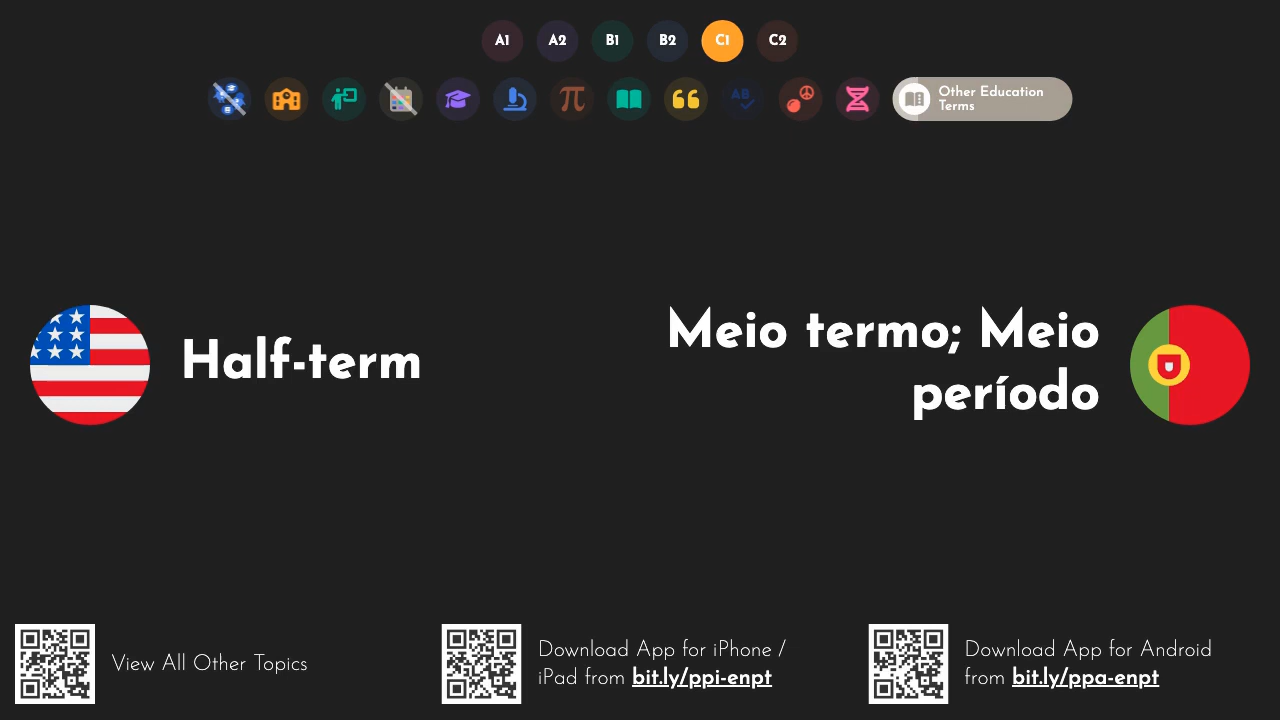 A1 A2 B1 B2 C1 C2
AB
Other Education
Terms
Half-term
Meio termo; Meio
período
View All Other Topics
Download App for iPhone /
iPad from bit.ly/ppi-enpt
Download App for Android
from bit.ly/ppa-enpt